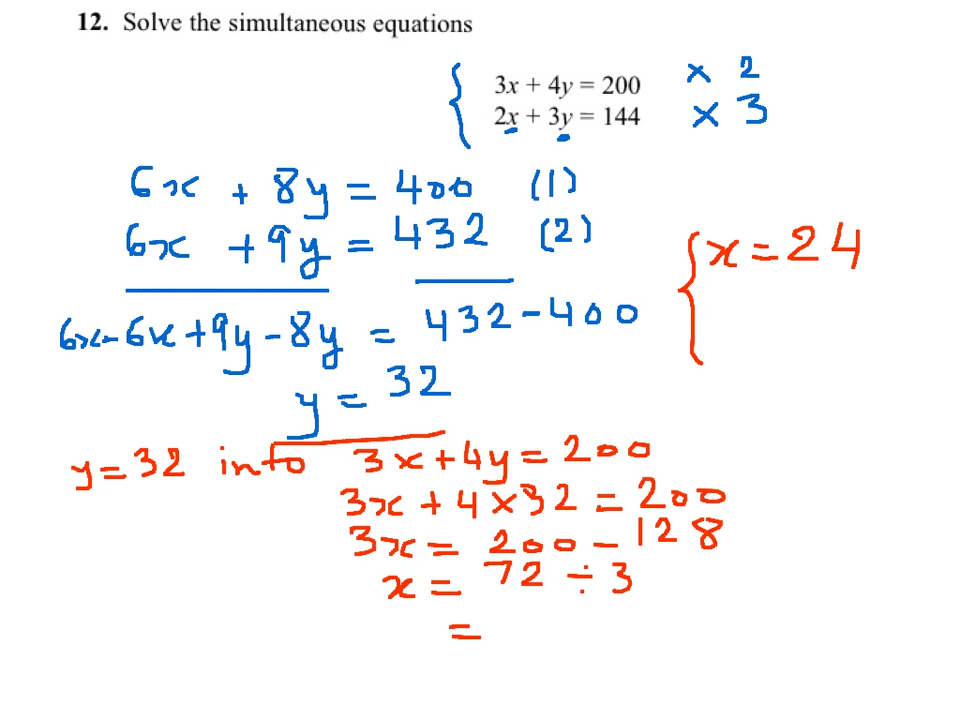 12. Solve the simultaneous equations
3x + 4y = 200 × 2
2x + 3y = 144 × 3
6x + 8y = 400 (1)
6x + 9y = 432 (2)
6x - 6x + 9y - 8y = 432 - 400
y = 32
y = 32 into 3x + 4y = 200
3x + 4 × 32 = 200
3x = 200 - 128
x = 72 ÷ 3
=
x = 24